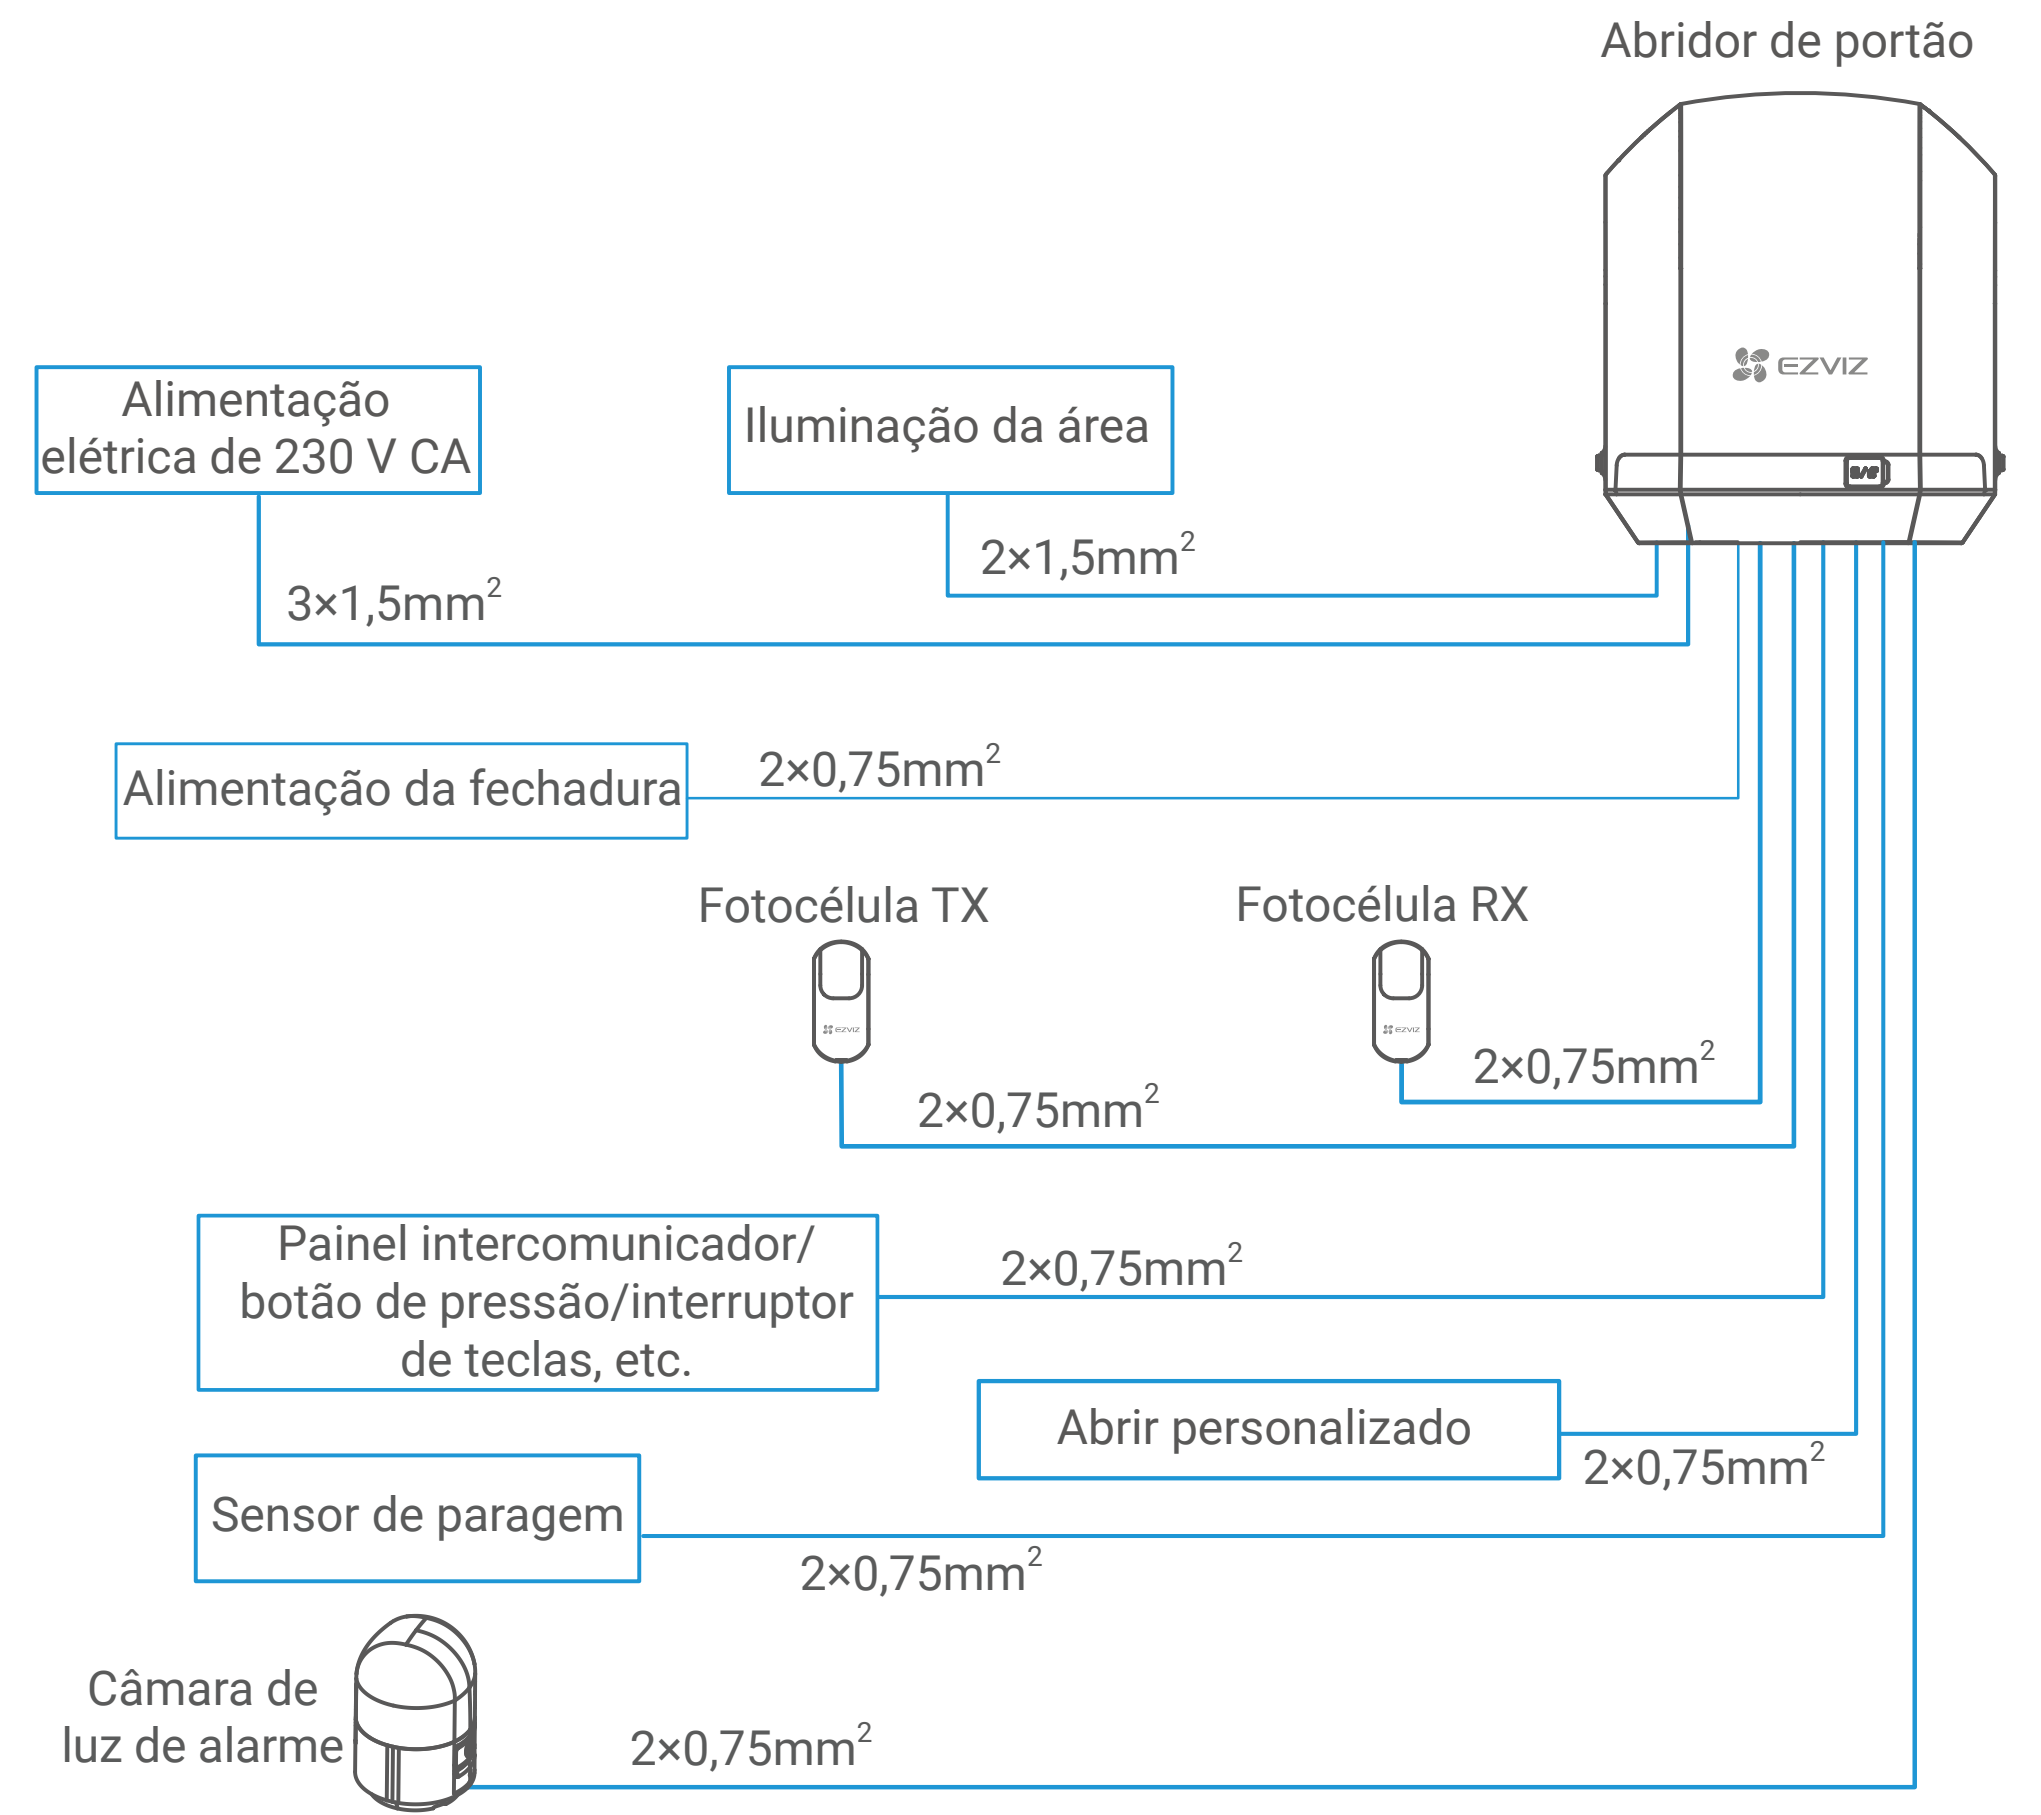 Abridor de portão
EZVIZ
Alimentação
elétrica de 230 V CA
Iluminação da área
2×1,5mm²
3×1,5mm²
Alimentação da fechadura
2×0,75mm²
Fotocélula TX
Fotocélula RX
EZVIZ
EZVIZ
2×0,75mm²
2×0,75mm²
Painel intercomunicador/
botão de pressão/interruptor
de teclas, etc.
2×0,75mm²
Abrir personalizado
2×0,75mm²
Sensor de paragem
2×0,75mm²
Câmara de
luz de alarme
2×0,75mm²